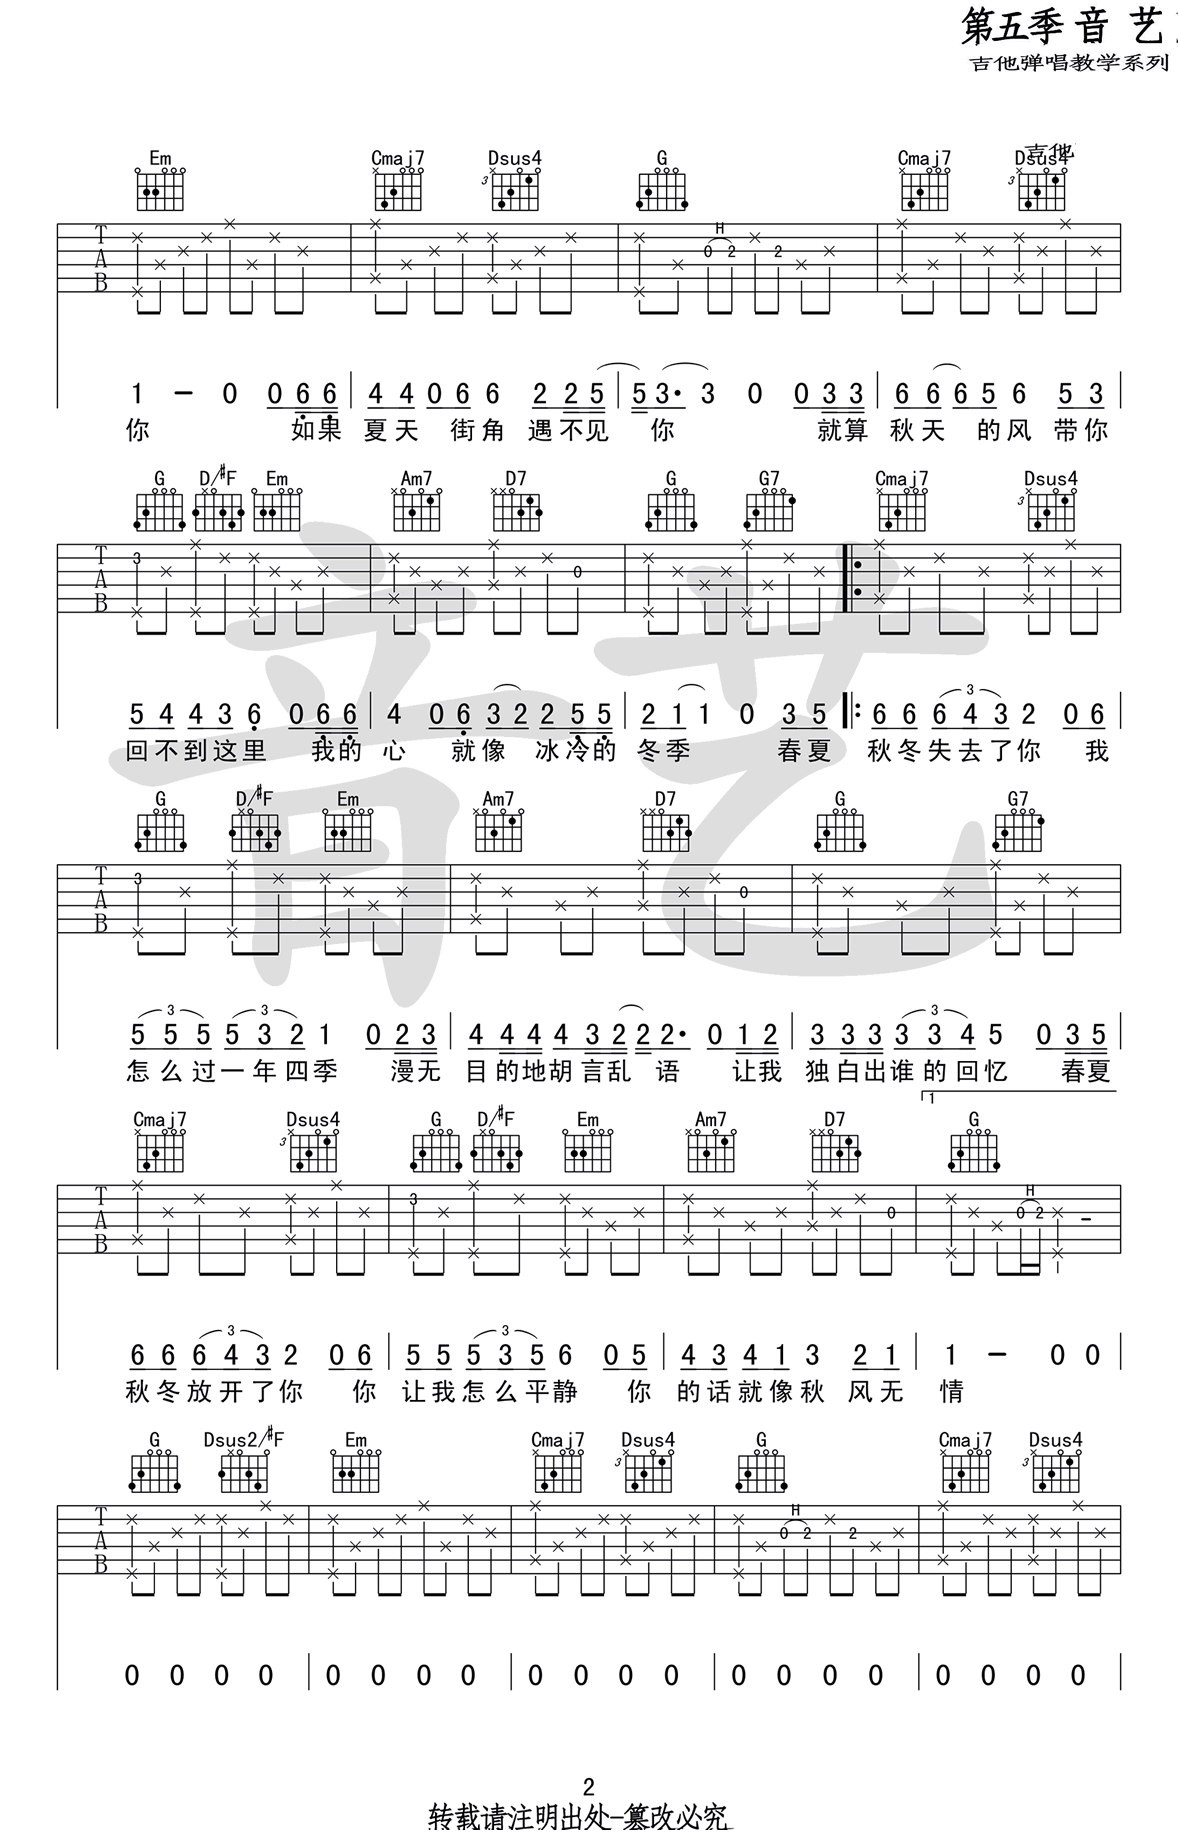 第五季音艺
吉他弹唱教学系列
吉他
Em Cmaj7 Dsus4 G Cmaj7 Dsus4
3 3
H
T A B 0 2 2
1 - 0 0 6 6 4 4 0 6 6 2 2 5 5 3· 3 0 0 3 3 6 6 6 5 6 5 3
你 如果 夏天 街角 遇不见 你 就算 秋天 的风 带你
G D/#F Em Am7 D7 G G7 Cmaj7 Dsus4
3
T A B 3 0
3
5 4 4 3 6 0 6 6 4 0 6 3 2 2 5 5 2 1 1 0 3 5 6 6 6 4 3 2 0 6
回不到这里 我的 心 就像 冰冷的 冬季 春夏 秋冬失去了你 我
G D/#F Em Am7 D7 G G7
T A B 3 0
3 3 3
5 5 5 5 3 2 1 0 2 3 4 4 4 4 3 2 2 2· 0 1 2 3 3 3 3 3 4 5 0 3 5
怎么过一年四季 漫无 目的地胡言乱 语 让我 独白出谁的回忆 春夏
1
Cmaj7 Dsus4 G D/#F Em Am7 D7 G
3
H
T A B 3 0 0 2 -
3 3
6 6 6 4 3 2 0 6 5 5 5 3 5 6 0 5 4 3 4 1 3 2 1 1 - 0 0
秋冬放开了你 你 让我怎么平静 你 的话就像秋 风无 情
G Dsus2/#F Em Cmaj7 Dsus4 G Cmaj7 Dsus4
3 3
H
T A B 0 2 2
0 0 0 0 0 0 0 0 0 0 0 0 0 0 0 0 0 0 0 0
2
转载请注明出处-篡改必究